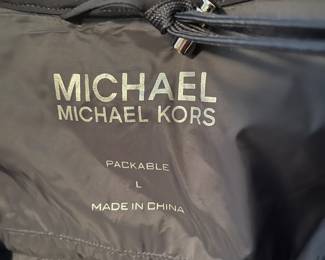 MICHAEL
MICHAEL KORS
PACKABLE
L
MADE IN CHINA